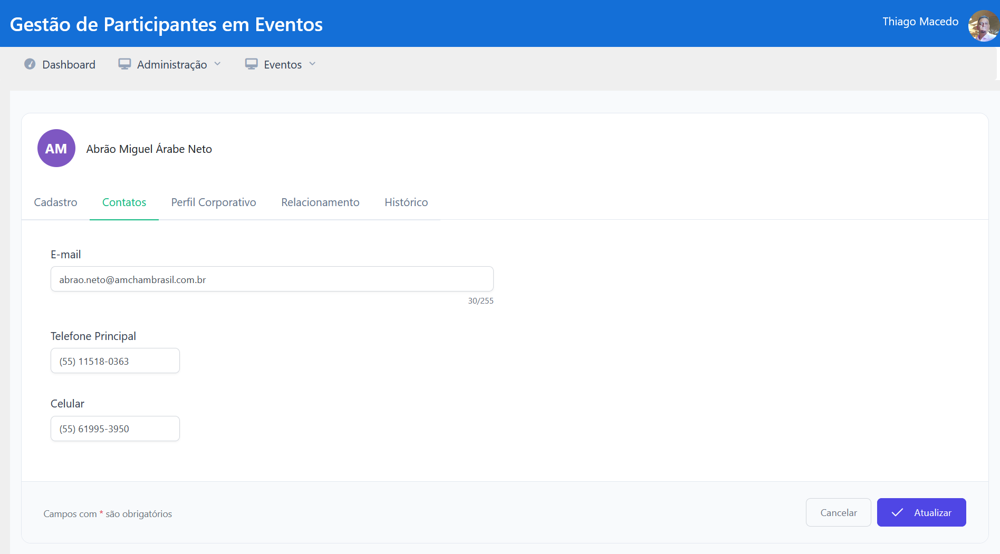 Gestão de Participantes em Eventos
Thiago Macedo
Dashboard
Administração
Eventos
AM
Abrão Miguel Árabe Neto
Cadastro
Contatos
Perfil Corporativo
Relacionamento
Histórico
E-mail
abrao.neto@amchambrasil.com.br
30/255
Telefone Principal
(55) 11518-0363
Celular
(55) 61995-3950
Campos com * são obrigatórios
Cancelar
Atualizar